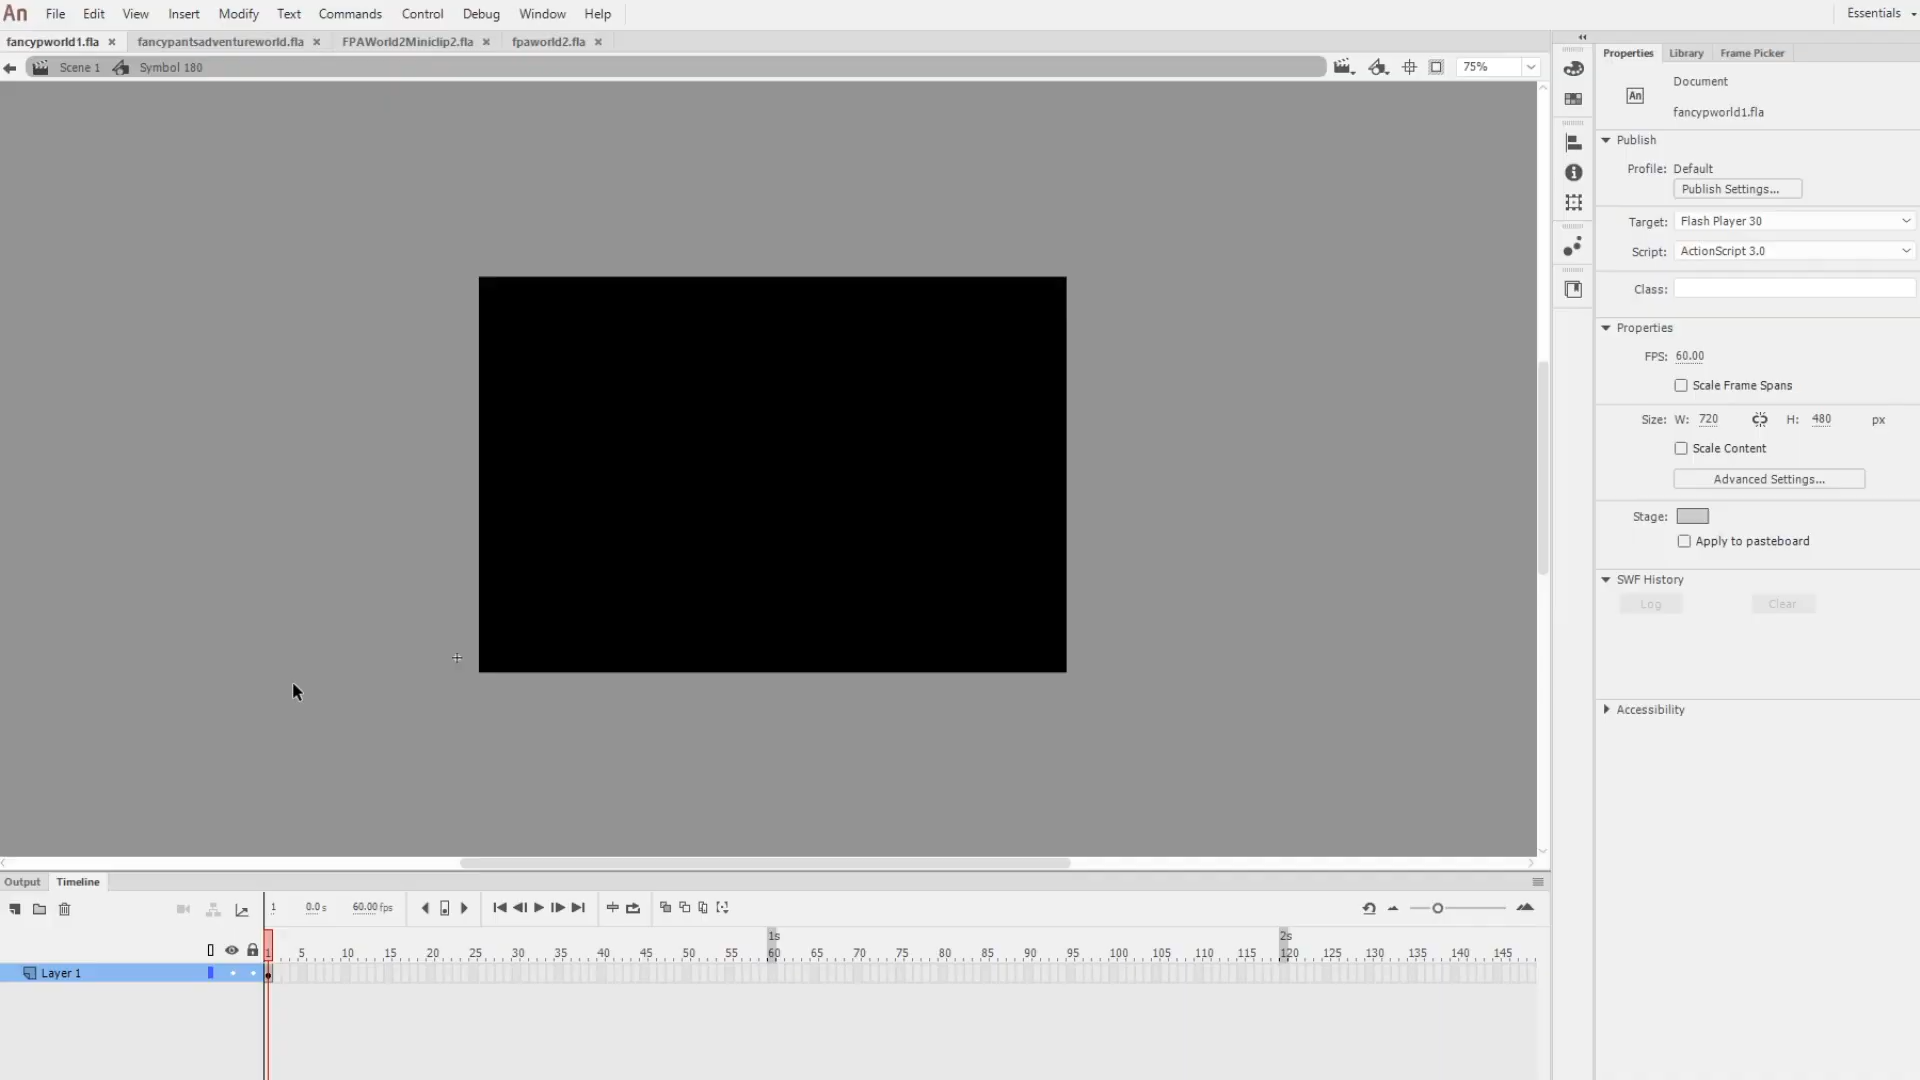 An File Edit View Insert Modify Text Commands Control Debug Window Help Essentials
fancypworld1.fla × fancypantsadventureworld.fla × FPAWorld2Miniclip2.fla × fpaworld2.fla ×
Scene 1 Symbol 180 75%
Properties Library Frame Picker
Document
An
fancypworld1.fla
Publish
Profile: Default
Publish Settings...
Target: Flash Player 30
Script: ActionScript 3.0
Class:
Properties
FPS: 60.00
Scale Frame Spans
Size: W: 720 H: 480 px
Scale Content
Advanced Settings...
Stage:
Apply to pasteboard
SWF History
Log Clear
Accessibility
Output Timeline
1 0.0 s 60.00 fps
1s 2s
1 5 10 15 20 25 30 35 40 45 50 55 60 65 70 75 80 85 90 95 100 105 110 115 120 125 130 135 140 145
Layer 1